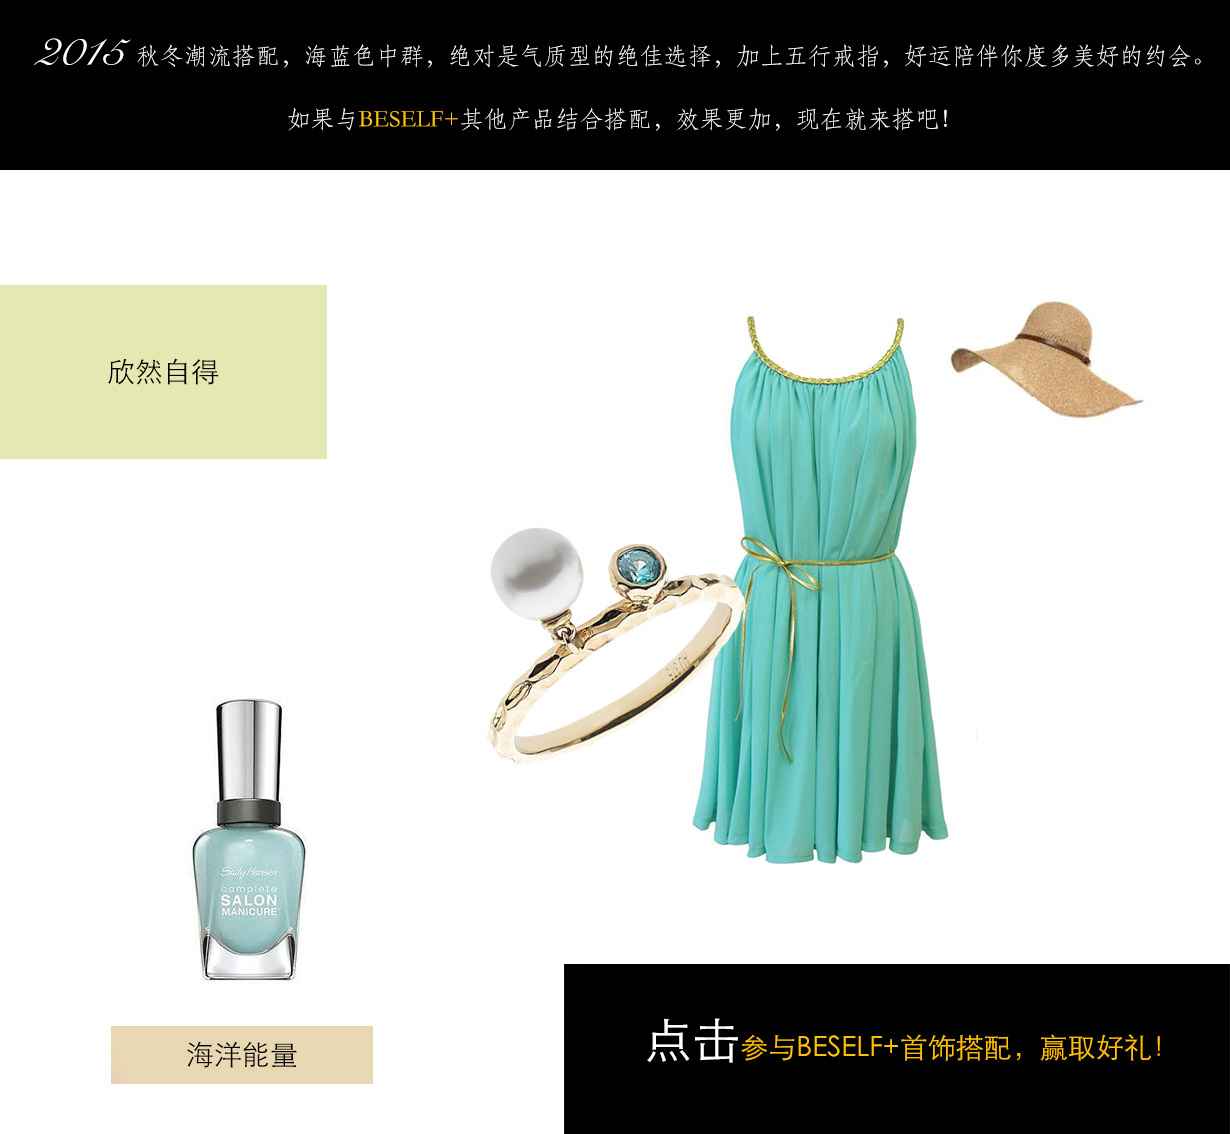 2015 秋冬潮流搭配，海蓝色中群，绝对是气质型的绝佳选择，加上五行戒指，好运陪伴你度多美好的约会。
如果与BESELF+其他产品结合搭配，效果更加，现在就来搭吧！
欣然自得
AU375
Sally Hansen
complete
SALON
MANICURE
海洋能量
点击参与BESELF+首饰搭配，赢取好礼！